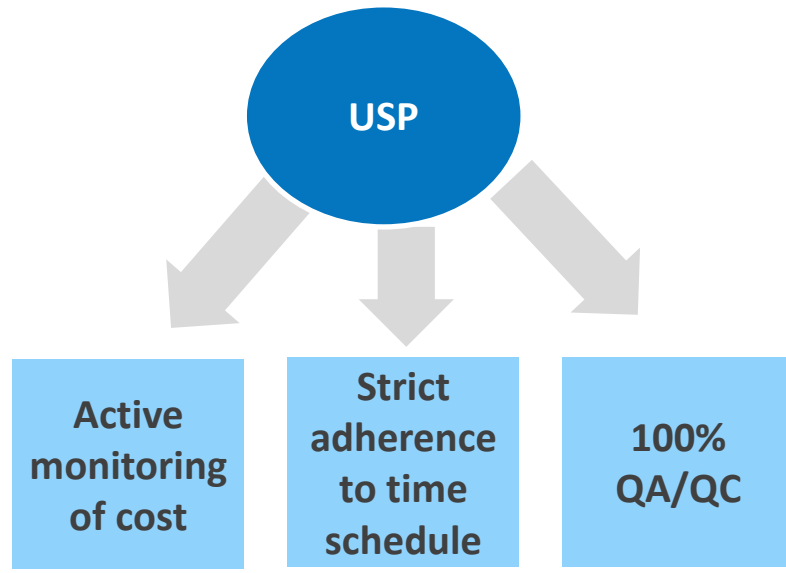 USP
Active
monitoring
of cost
Strict
adherence
to time
schedule
100%
QA/QC